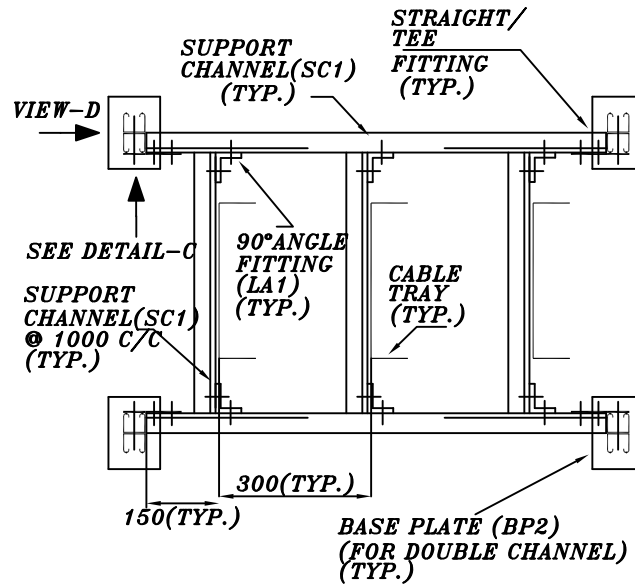 STRAIGHT/
TEE
FITTING
(TYP.)
SUPPORT
CHANNEL(SC1)
(TYP.)
VIEW-D
SEE DETAIL-C
90°ANGLE
FITTING
(LA1)
(TYP.)
SUPPORT
CHANNEL(SC1)
@ 1000 C/C
(TYP.)
CABLE
TRAY
(TYP.)
300(TYP.)
150(TYP.)
BASE PLATE (BP2)
(FOR DOUBLE CHANNEL)
(TYP.)